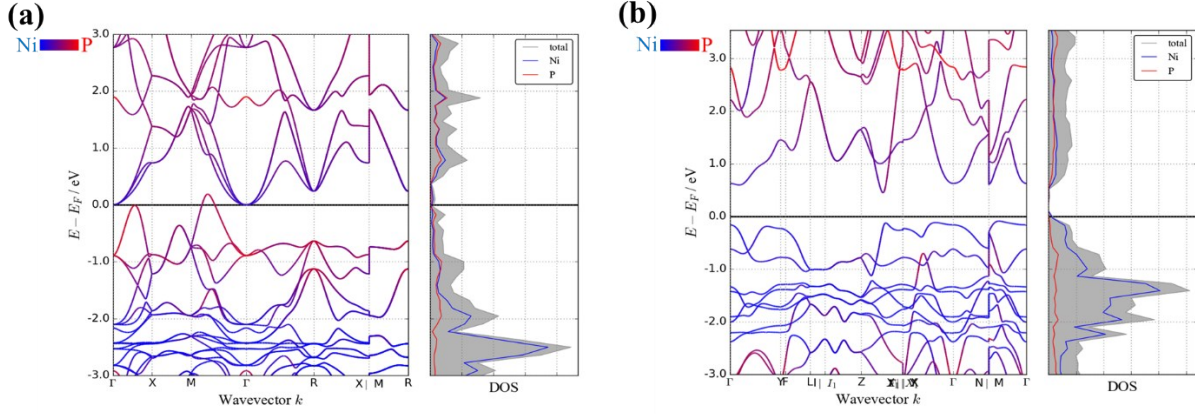 (a)
Ni P
3.0
2.0
1.0
0.0
-1.0
-2.0
-3.0
E − E_F / eV
Γ X M Γ R X | M R
Wavevector k
total
Ni
P
DOS
(b)
Ni P
3.0
2.0
1.0
0.0
-1.0
-2.0
-3.0
E − E_F / eV
Γ Y F L I | I₁ Z Γ N | M Γ
Wavevector k
total
Ni
P
DOS